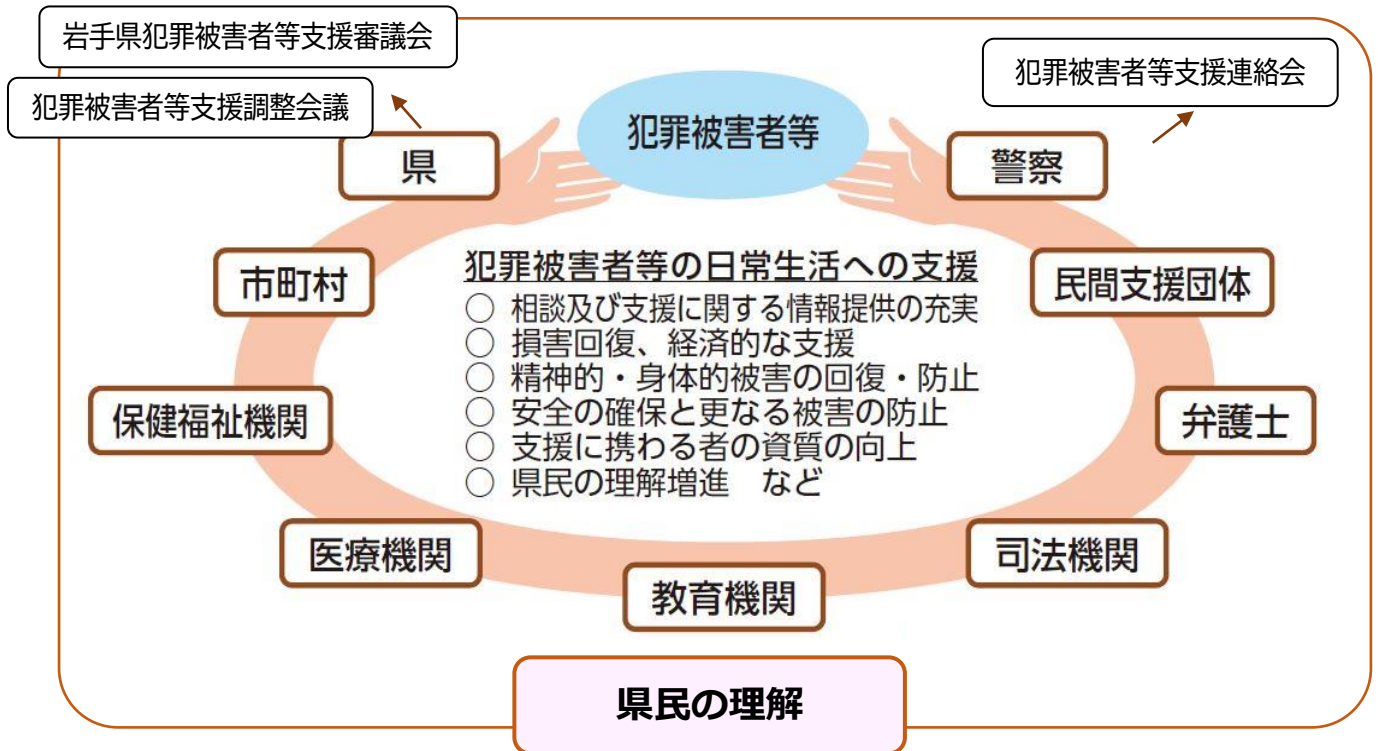 岩手県犯罪被害者等支援審議会
犯罪被害者等支援調整会議
犯罪被害者等支援連絡会
犯罪被害者等
県
警察
市町村
民間支援団体
犯罪被害者等の日常生活への支援
○ 相談及び支援に関する情報提供の充実
○ 損害回復、経済的な支援
○ 精神的・身体的被害の回復・防止
○ 安全の確保と更なる被害の防止
○ 支援に携わる者の資質の向上
○ 県民の理解増進　など
保健福祉機関
弁護士
医療機関
司法機関
教育機関
県民の理解